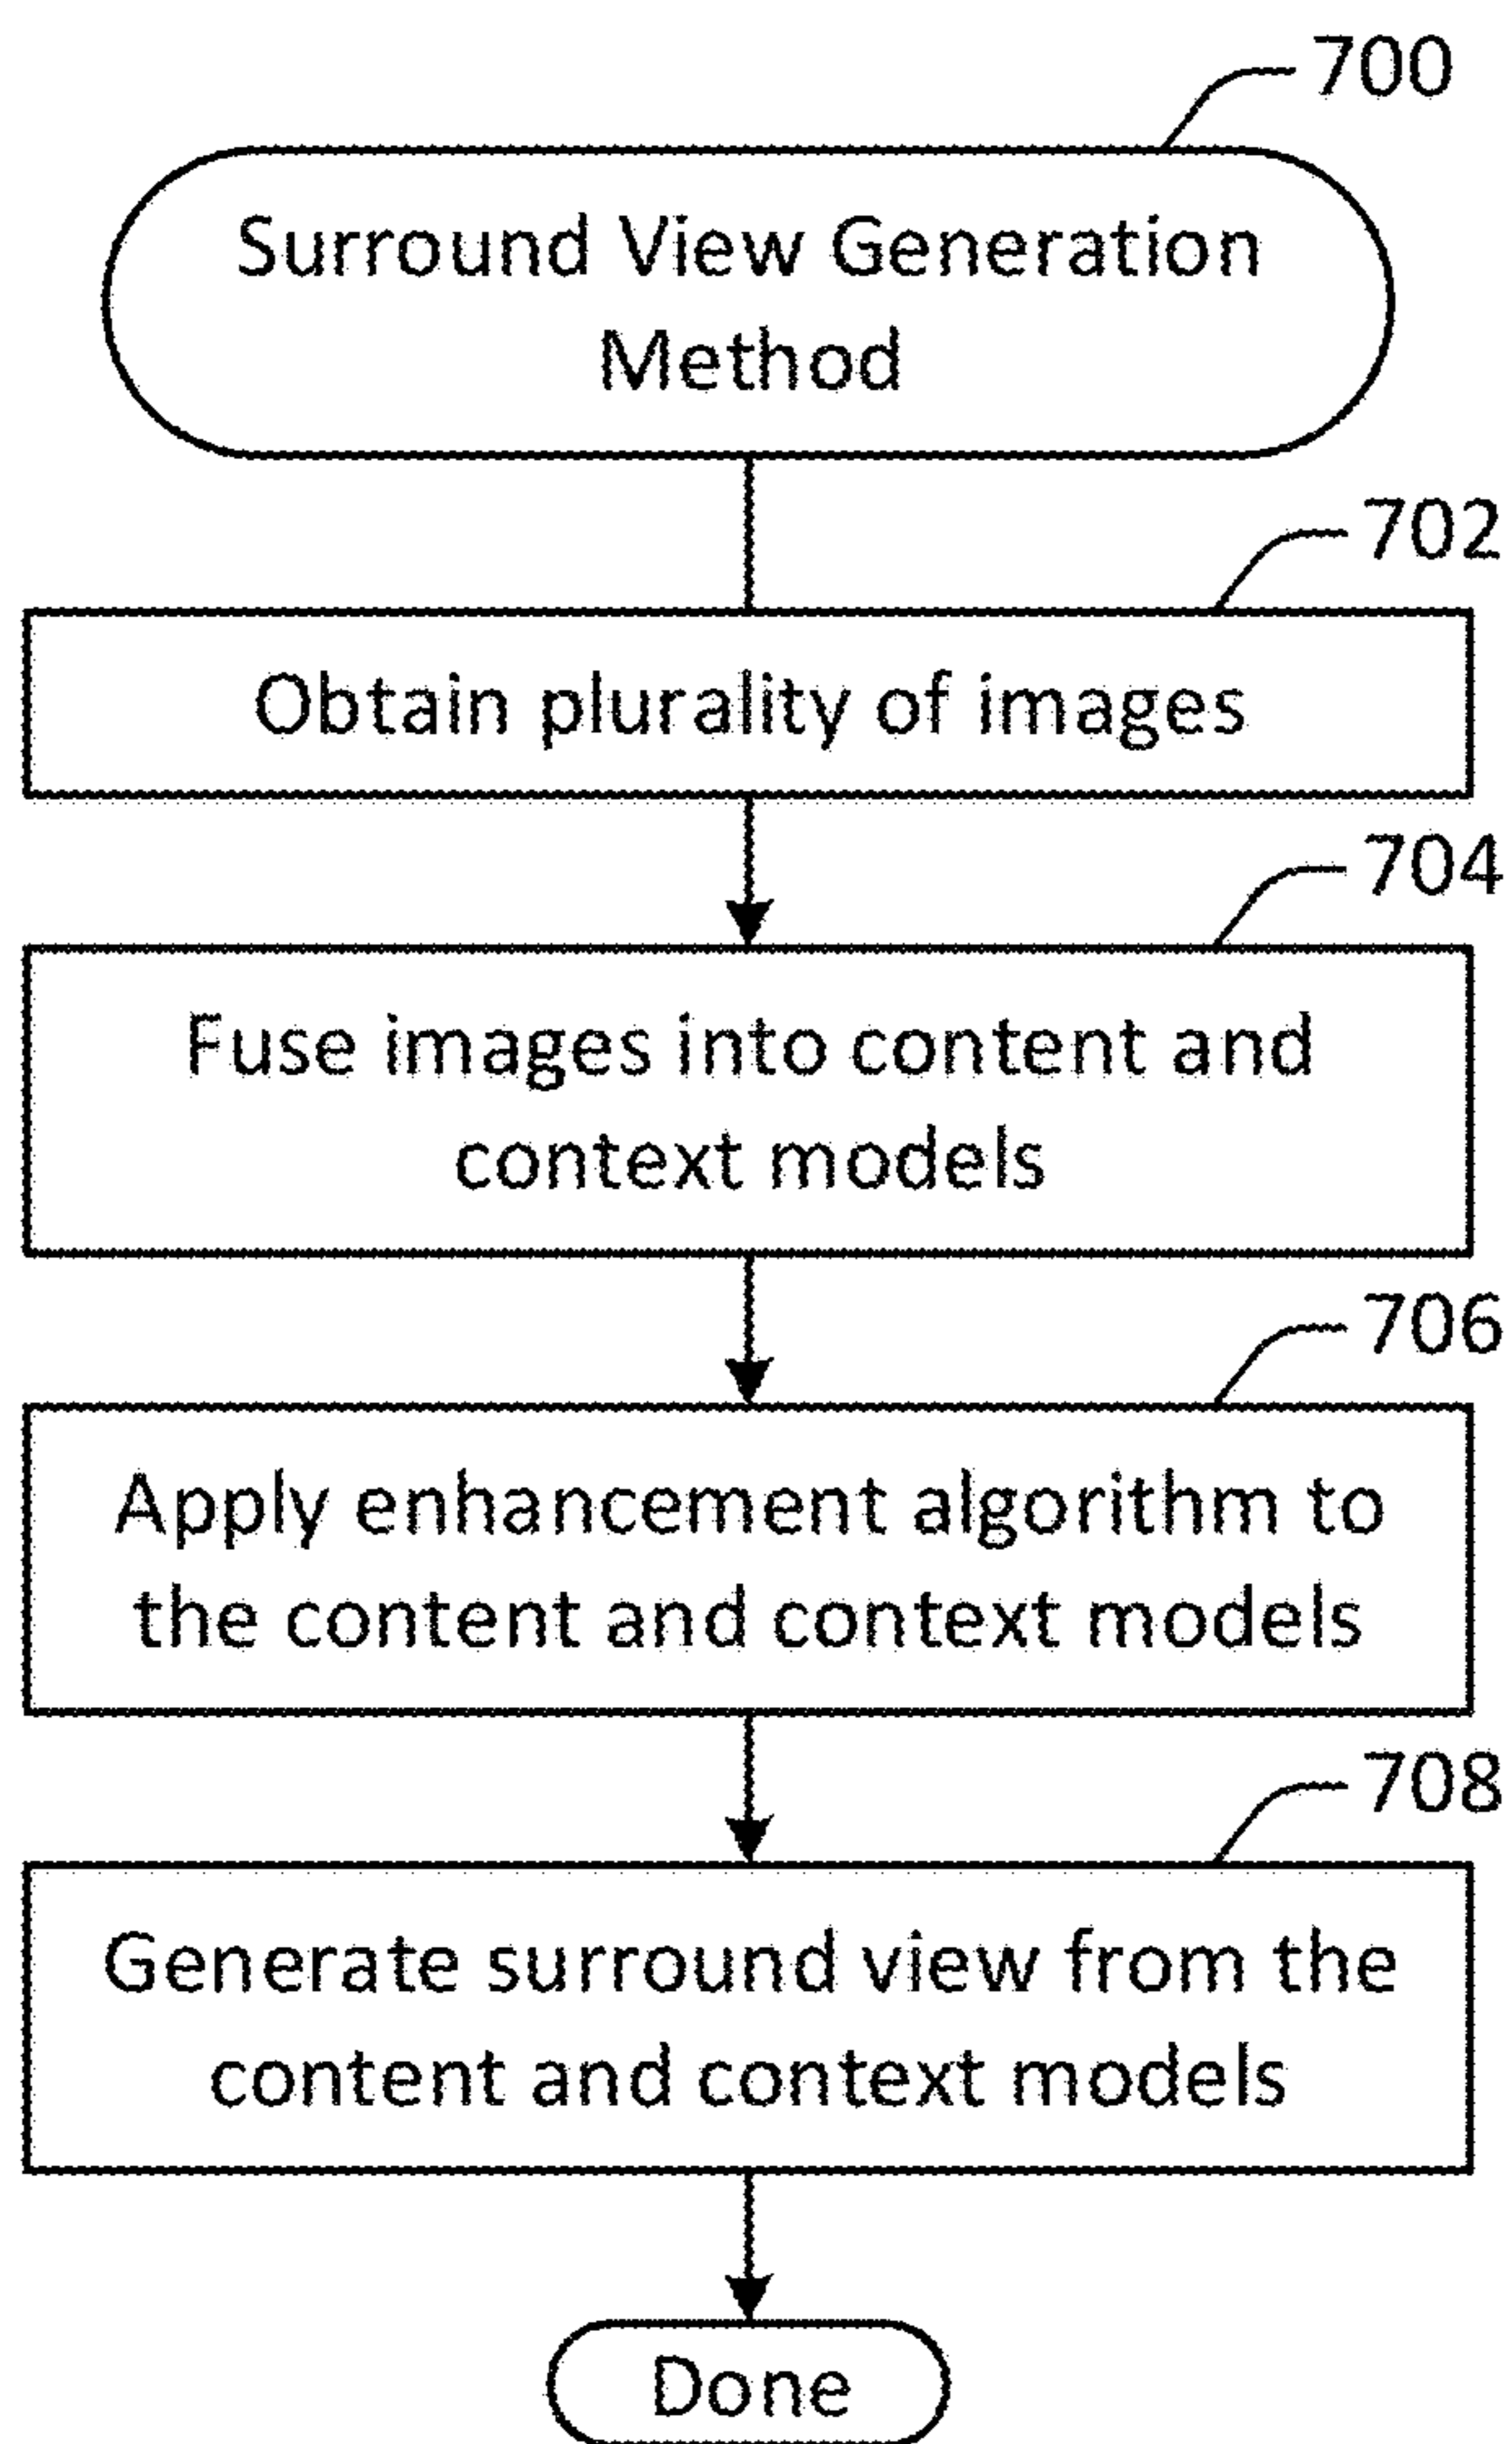 700
Surround View Generation
Method
702
Obtain plurality of images
704
Fuse images into content and
context models
706
Apply enhancement algorithm to
the content and context models
708
Generate surround view from the
content and context models
Done